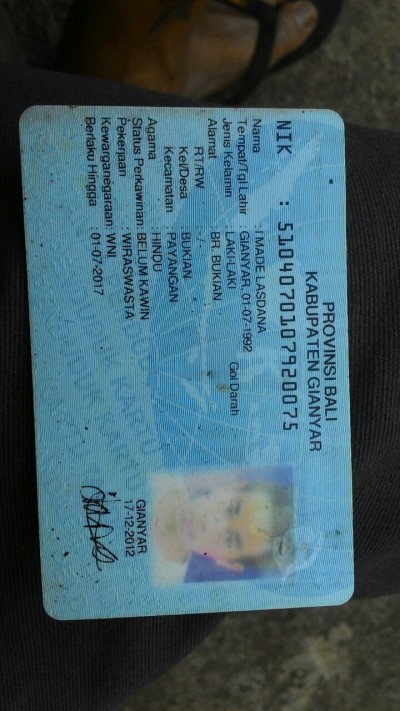 PROVINSI BALI
KABUPATEN GIANYAR
NIK : 5104070107920075
Nama : I MADE LASDANA
Tempat/Tgl Lahir : GIANYAR, 01-07-1992
Jenis Kelamin : LAKI-LAKI Gol Darah
Alamat : BR. BUKIAN
RT/RW : -/-
Kel/Desa : BUKIAN
Kecamatan : PAYANGAN
Agama : HINDU
Status Perkawinan: BELUM KAWIN
Pekerjaan : WIRASWASTA
Kewarganegaraan: WNI
Berlaku Hingga : 01-07-2017
GIANYAR
17-12-2012